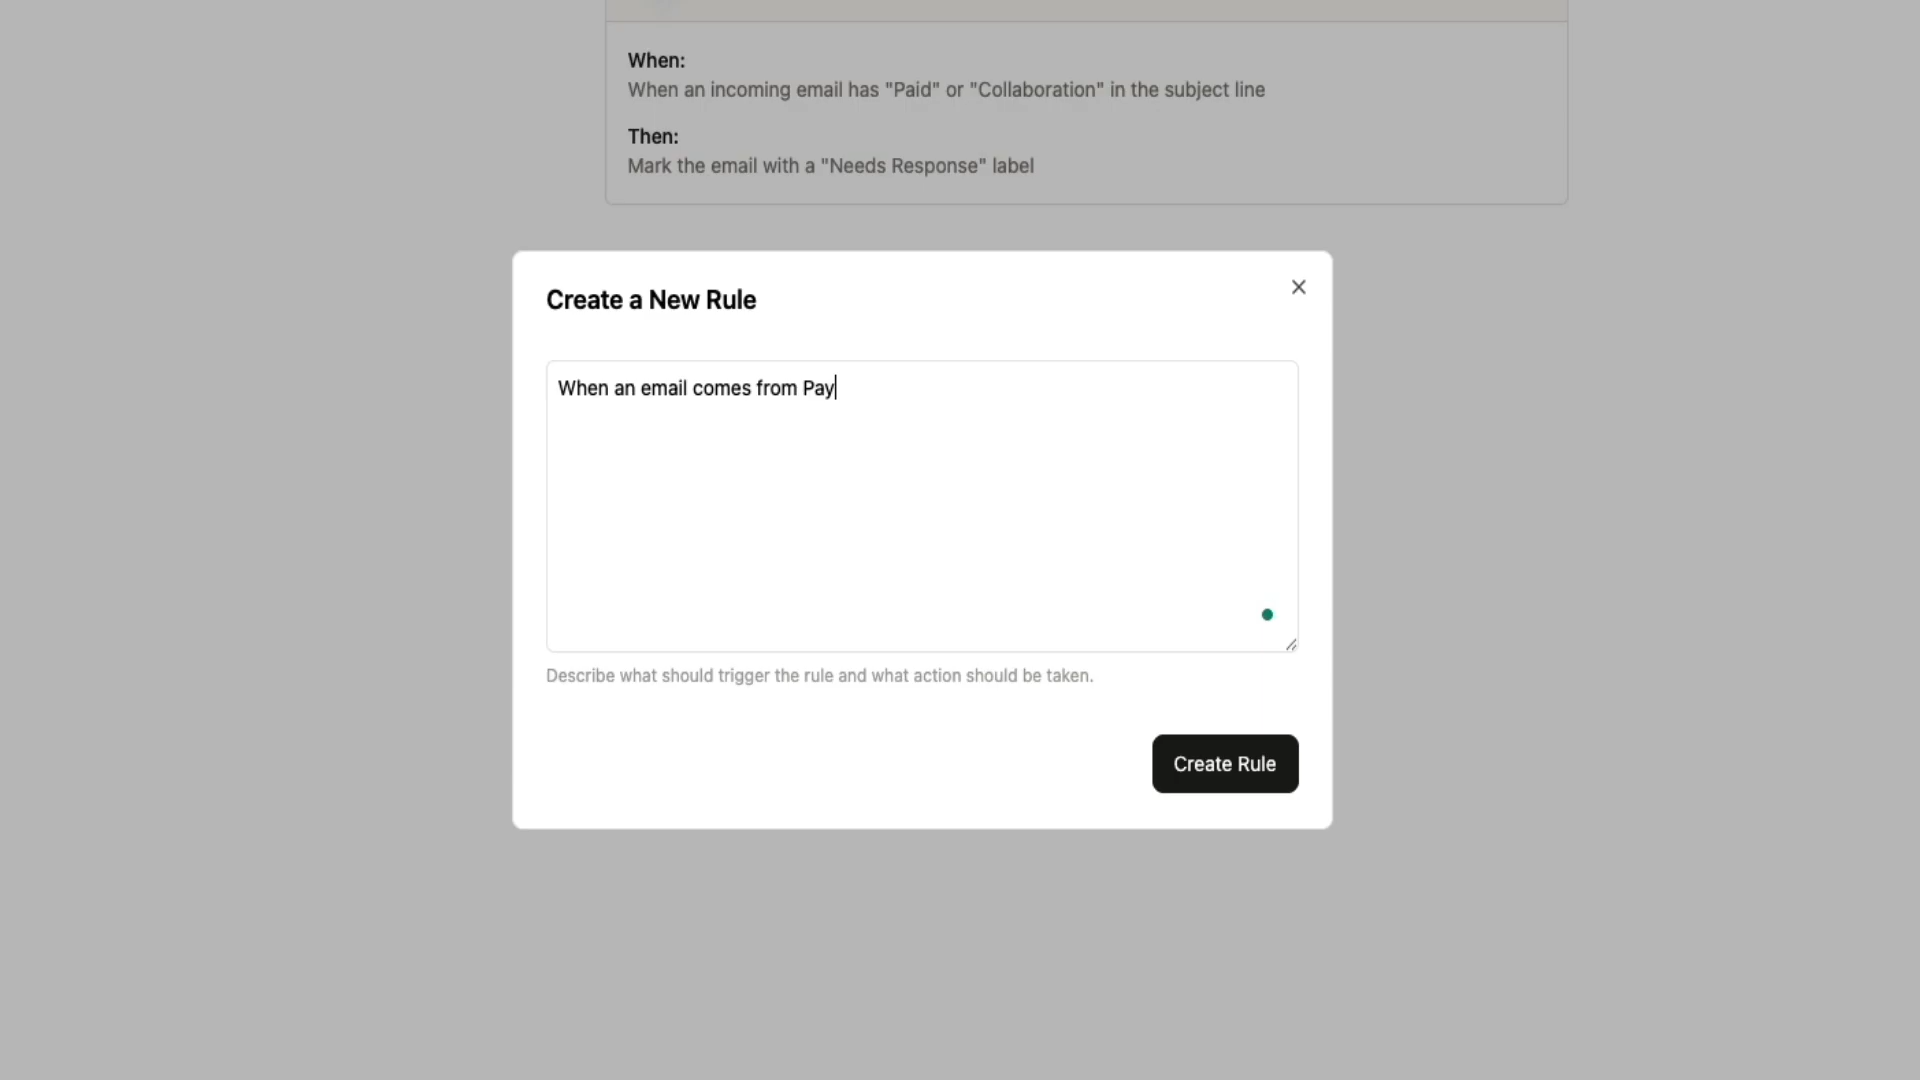 When:
When an incoming email has "Paid" or "Collaboration" in the subject line
Then:
Mark the email with a "Needs Response" label
Create a New Rule
When an email comes from Pay
Describe what should trigger the rule and what action should be taken.
Create Rule